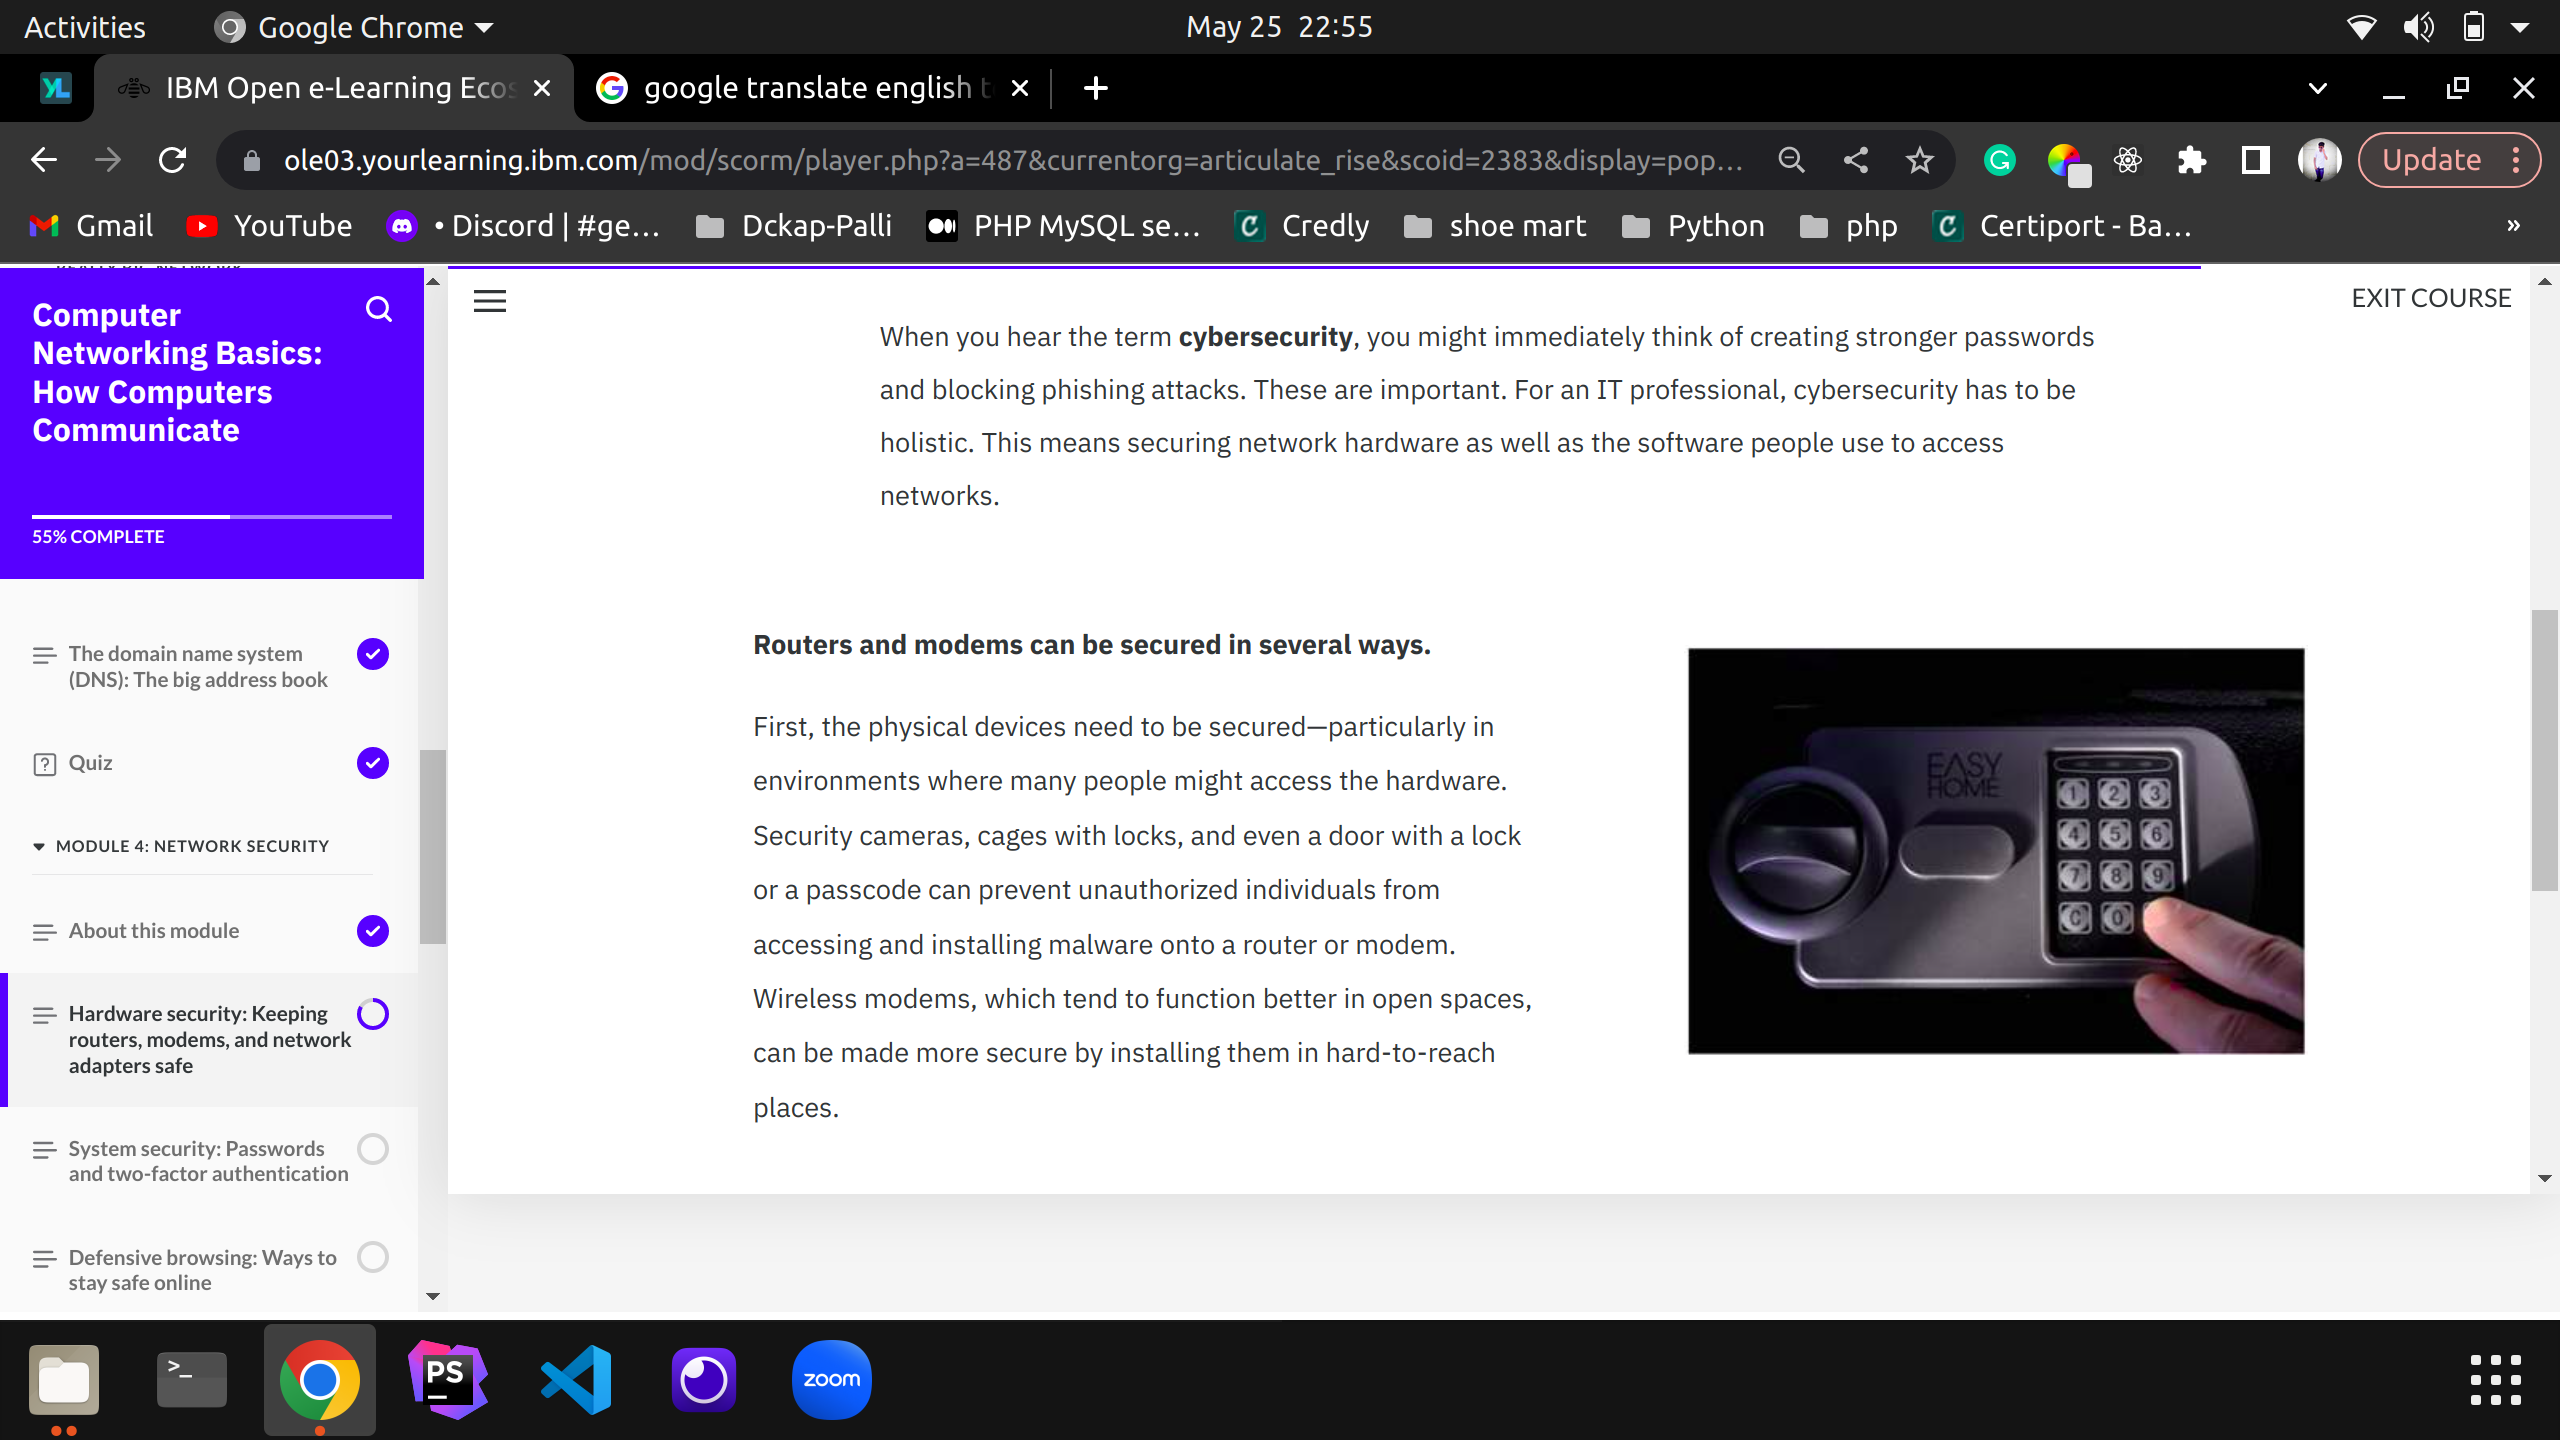 Activities
Google Chrome
May 25 22:55
IBM Open e-Learning Ecos
google translate english t
ole03.yourlearning.ibm.com/mod/scorm/player.php?a=487&currentorg=articulate_rise&scoid=2383&display=pop...
Update
Gmail
YouTube
• Discord | #ge...
Dckap-Palli
PHP MySQL se...
Credly
shoe mart
Python
php
Certiport - Ba...
»
Computer
Networking Basics:
How Computers
Communicate
55% COMPLETE
The domain name system
(DNS): The big address book
Quiz
MODULE 4: NETWORK SECURITY
About this module
Hardware security: Keeping
routers, modems, and network
adapters safe
System security: Passwords
and two-factor authentication
Defensive browsing: Ways to
stay safe online
EXIT COURSE
When you hear the term cybersecurity, you might immediately think of creating stronger passwords
and blocking phishing attacks. These are important. For an IT professional, cybersecurity has to be
holistic. This means securing network hardware as well as the software people use to access
networks.
Routers and modems can be secured in several ways.
First, the physical devices need to be secured—particularly in
environments where many people might access the hardware.
Security cameras, cages with locks, and even a door with a lock
or a passcode can prevent unauthorized individuals from
accessing and installing malware onto a router or modem.
Wireless modems, which tend to function better in open spaces,
can be made more secure by installing them in hard-to-reach
places.
EASY
HOME
1 2 3
4 5 6
7 8 9
C 0
>_
PS
zoom